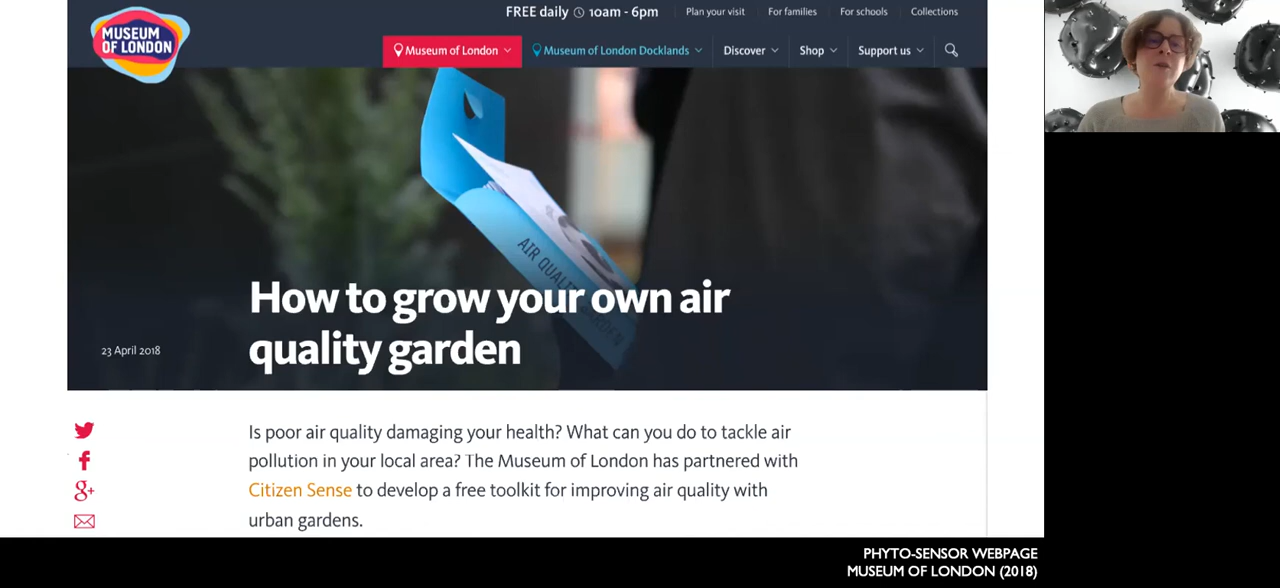 FREE daily 10am - 6pm
Plan your visit
For families
For schools
Collections
MUSEUM
OF LONDON
Museum of London
Museum of London Docklands
Discover
Shop
Support us
AIR QUALITY GARDEN
How to grow your own air
quality garden
23 April 2018
Is poor air quality damaging your health? What can you do to tackle air
pollution in your local area? The Museum of London has partnered with
Citizen Sense to develop a free toolkit for improving air quality with
urban gardens.
PHYTO-SENSOR WEBPAGE
MUSEUM OF LONDON (2018)